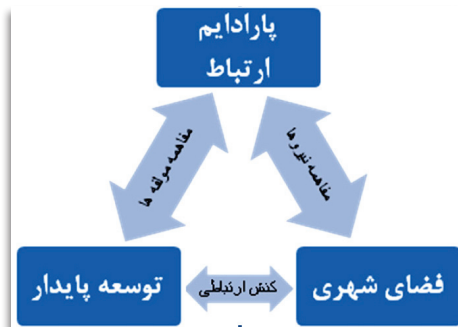 پارادایم
ارتباط
مفاهمه مولفه ها
مفاهمه نیروها
توسعه پایدار
کنش ارتباطی
فضای شهری